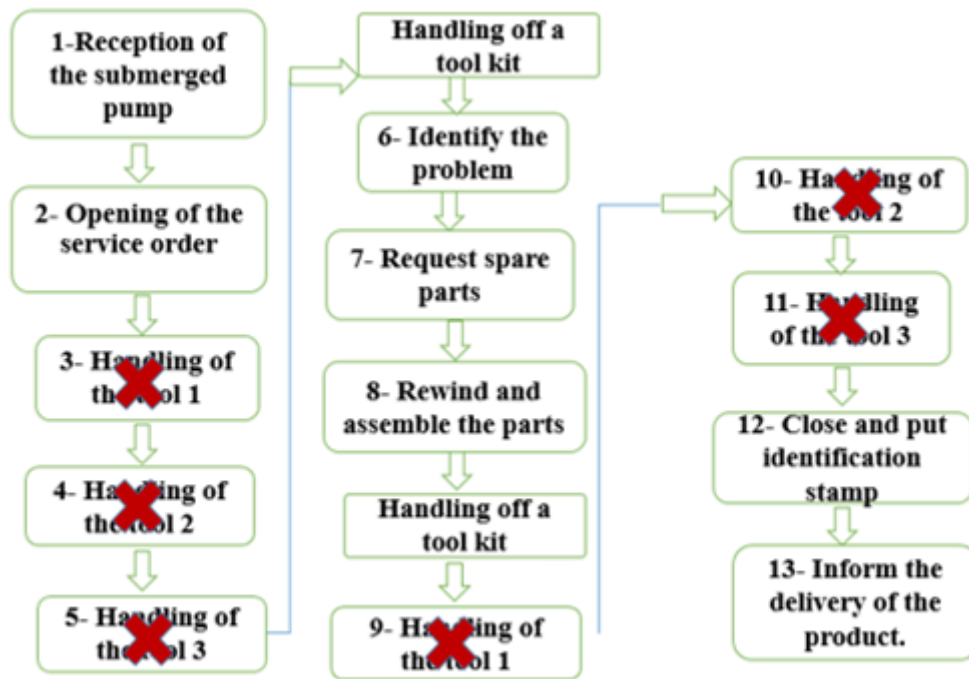 1-Reception of
the submerged
pump
2- Opening of the
service order
3- Handling of
the tool 1
4- Handling of
the tool 2
5- Handling of
the tool 3
Handling off a
tool kit
6- Identify the
problem
7- Request spare
parts
8- Rewind and
assemble the parts
Handling off a
tool kit
9- Handling of
the tool 1
10- Handling of
the tool 2
11- Handling
of the tool 3
12- Close and put
identification
stamp
13- Inform the
delivery of the
product.